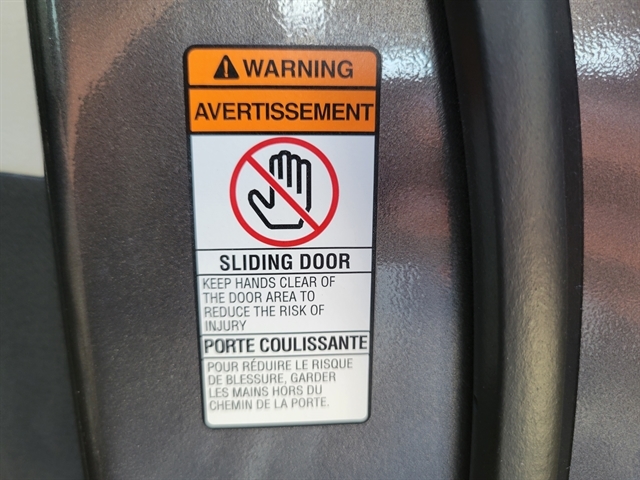 WARNING
AVERTISSEMENT
SLIDING DOOR
KEEP HANDS CLEAR OF
THE DOOR AREA TO
REDUCE THE RISK OF
INJURY
PORTE COULISSANTE
POUR RÉDUIRE LE RISQUE
DE BLESSURE, GARDER
LES MAINS HORS DU
CHEMIN DE LA PORTE.